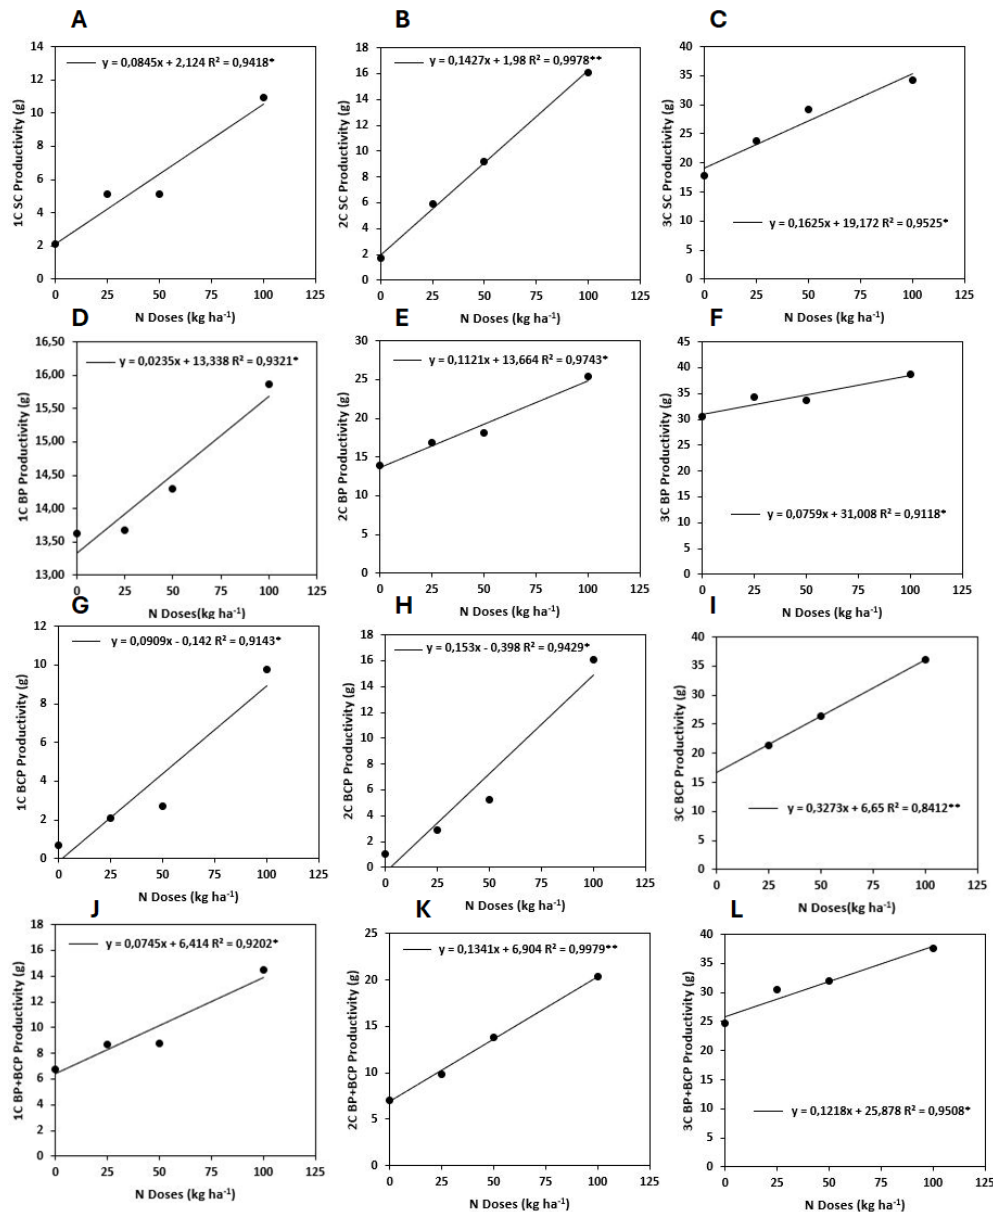 A
1C SC Productivity (g)
14
12
10
8
6
4
2
0
y = 0,0845x + 2,124 R² = 0,9418*
0 25 50 75 100 125
N Doses (kg ha⁻¹)
B
2C SC Productivity (g)
18
16
14
12
10
8
6
4
2
0
y = 0,1427x + 1,98 R² = 0,9978**
0 25 50 75 100 125
N Doses (kg ha⁻¹)
C
3C SC Productivity (g)
40
35
30
25
20
15
10
5
0
y = 0,1625x + 19,172 R² = 0,9525*
0 25 50 75 100 125
N Doses (kg ha⁻¹)
D
1C BP Productivity (g)
16,50
16,00
15,50
15,00
14,50
14,00
13,50
13,00
y = 0,0235x + 13,338 R² = 0,9321*
0 25 50 75 100 125
N Doses(kg ha⁻¹)
E
2C BP Productivity (g)
30
25
20
15
10
5
0
y = 0,1121x + 13,664 R² = 0,9743*
0 25 50 75 100 125
N Doses (kg ha⁻¹)
F
3C BP Productivity (g)
45
40
35
30
25
20
15
10
5
0
y = 0,0759x + 31,008 R² = 0,9118*
0 25 50 75 100 125
N Doses (kg ha⁻¹)
G
1C BCP Productivity (g)
12
10
8
6
4
2
0
y = 0,0909x - 0,142 R² = 0,9143*
0 25 50 75 100 125
N Doses (kg ha⁻¹)
H
2C BCP Productivity (g)
18
16
14
12
10
8
6
4
2
0
y = 0,153x - 0,398 R² = 0,9429*
0 25 50 75 100 125
N Doses (kg ha⁻¹)
I
3C BCP Productivity (g)
40
35
30
25
20
15
10
5
0
y = 0,3273x + 6,65 R² = 0,8412**
0 25 50 75 100 125
N Doses(kg ha⁻¹)
J
1C BP+BCP Productivity (g)
18
16
14
12
10
8
6
4
2
0
y = 0,0745x + 6,414 R² = 0,9202*
0 25 50 75 100 125
N Doses (kg ha⁻¹)
K
2C BP+BCP Productivity (g)
25
20
15
10
5
0
y = 0,1341x + 6,904 R² = 0,9979**
0 25 50 75 100 125
N Doses (kg ha⁻¹)
L
3C BP+BCP Productivity (g)
40
35
30
25
20
15
10
5
0
y = 0,1218x + 25,878 R² = 0,9508*
0 25 50 75 100 125
N Doses (kg ha⁻¹)